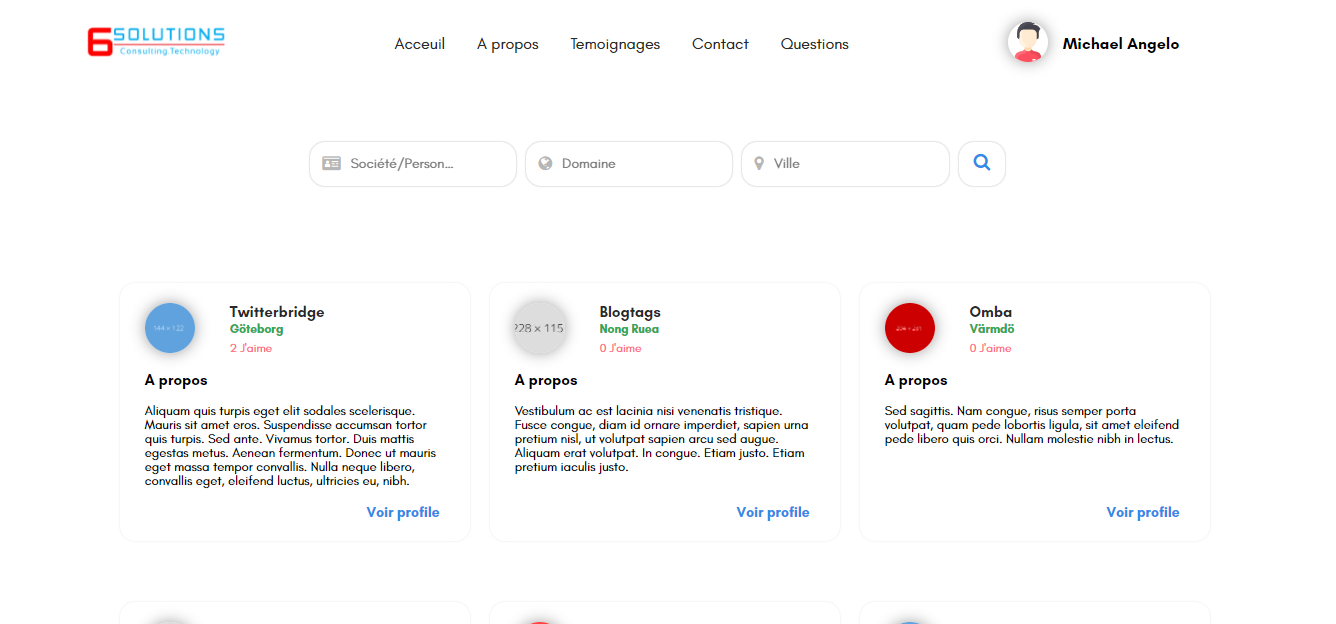 6SOLUTIONS
Consulting Technology
Acceuil
A propos
Temoignages
Contact
Questions
Michael Angelo
Société/Person...
Domaine
Ville
144 × 122
Twitterbridge
Göteborg
2 J'aime
A propos
Aliquam quis turpis eget elit sodales scelerisque.
Mauris sit amet eros. Suspendisse accumsan tortor
quis turpis. Sed ante. Vivamus tortor. Duis mattis
egestas metus. Aenean fermentum. Donec ut mauris
eget massa tempor convallis. Nulla neque libero,
convallis eget, eleifend luctus, ultricies eu, nibh.
Voir profile
228 × 115
Blogtags
Nong Ruea
0 J'aime
A propos
Vestibulum ac est lacinia nisi venenatis tristique.
Fusce congue, diam id ornare imperdiet, sapien urna
pretium nisl, ut volutpat sapien arcu sed augue.
Aliquam erat volutpat. In congue. Etiam justo. Etiam
pretium iaculis justo.
Voir profile
Omba
Värmdö
0 J'aime
A propos
Sed sagittis. Nam congue, risus semper porta
volutpat, quam pede lobortis ligula, sit amet eleifend
pede libero quis orci. Nullam molestie nibh in lectus.
Voir profile